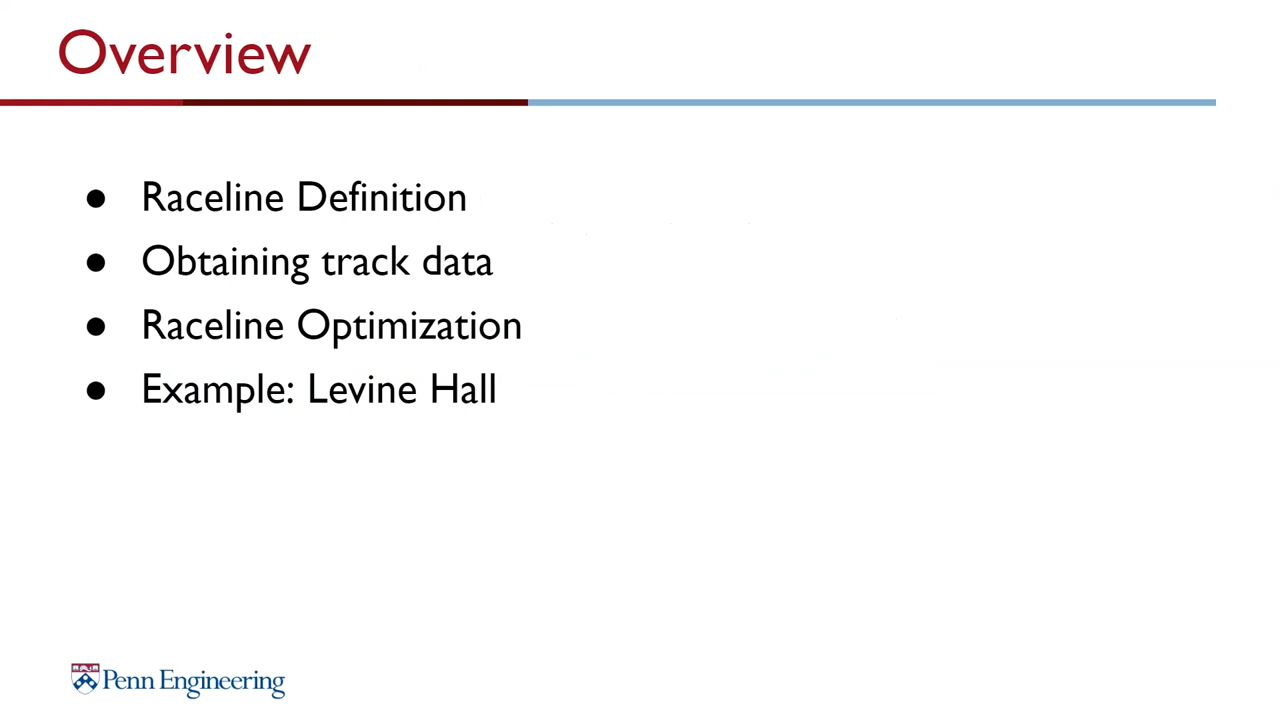 Overview
● Raceline Definition
● Obtaining track data
● Raceline Optimization
● Example: Levine Hall
Penn Engineering